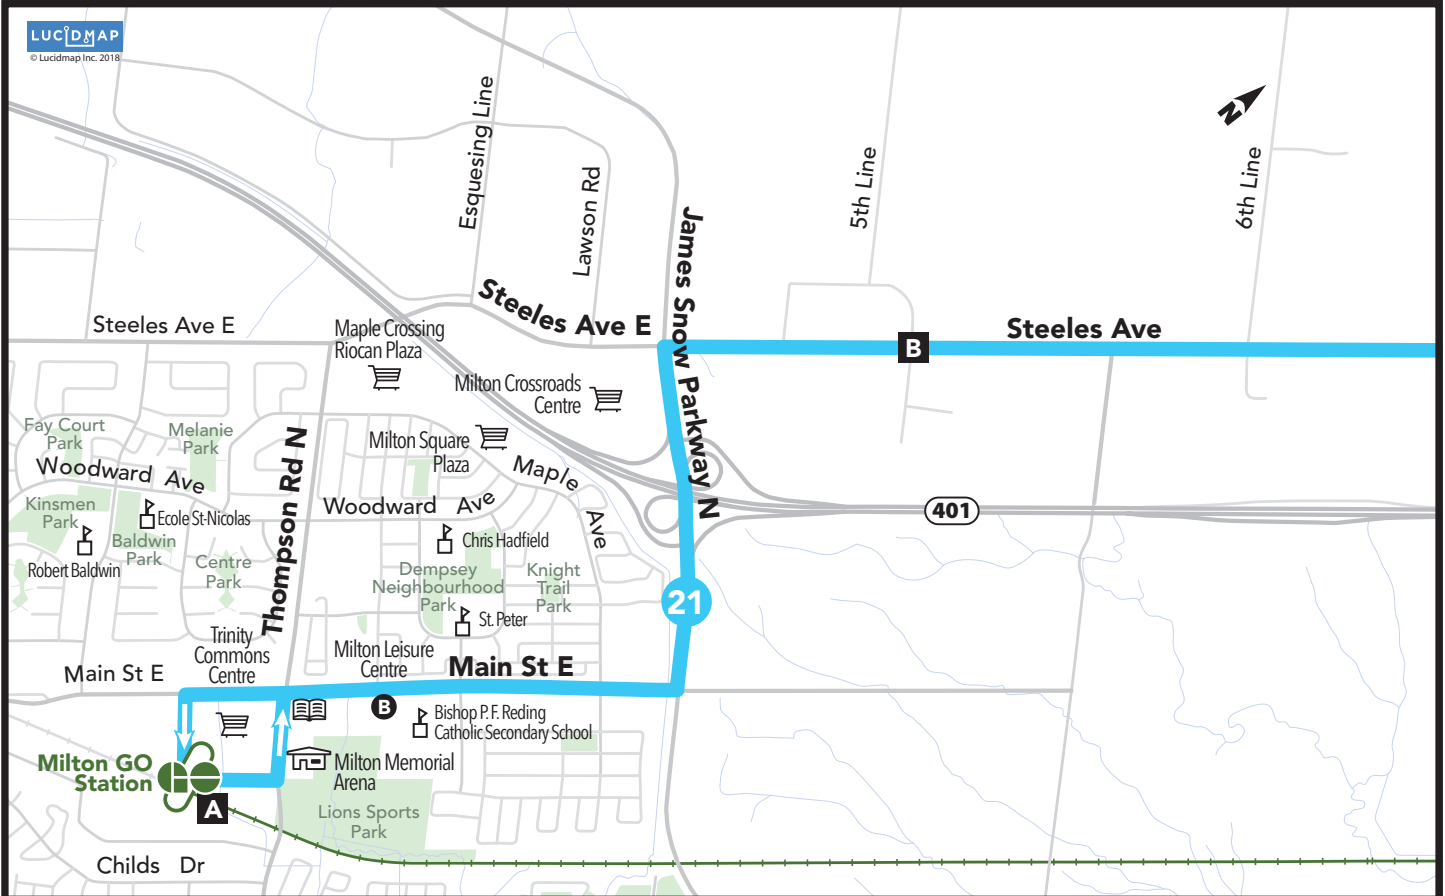 LUCIDMAP
© Lucidmap Inc. 2018
N
Esquesing Line
Lawson Rd
James Snow Parkway N
5th Line
6th Line
Steeles Ave E
Steeles Ave E
Steeles Ave
B
Maple Crossing
Riocan Plaza
Milton Crossroads
Centre
Milton Square
Plaza
Maple Ave
Fay Court
Park
Melanie
Park
Woodward Ave
Woodward Ave
Thompson Rd N
401
Kinsmen
Park
Ecole St-Nicolas
Baldwin
Park
Robert Baldwin
Centre
Park
Chris Hadfield
Dempsey
Neighbourhood
Park
Knight
Trail
Park
St. Peter
21
Trinity
Commons
Centre
Milton Leisure
Centre
Main St E
Main St E
B
Bishop P. F. Reding
Catholic Secondary School
Milton GO
Station
A
Milton Memorial
Arena
Lions Sports
Park
Childs Dr